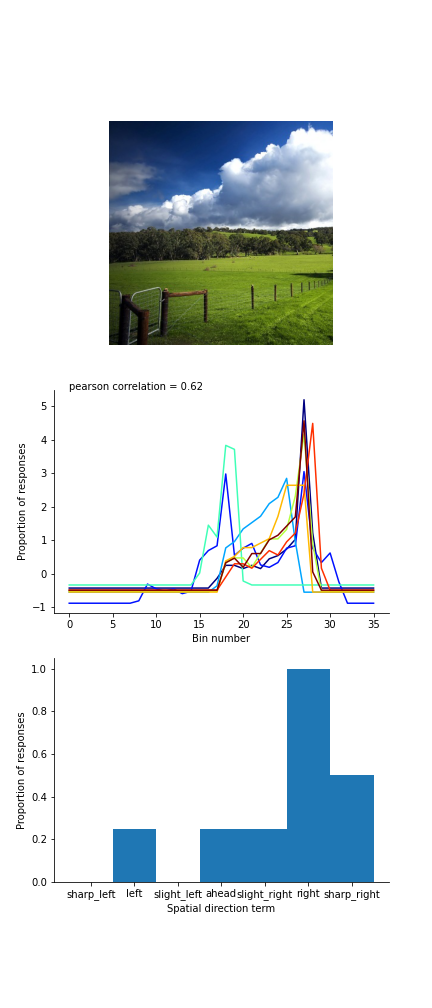 pearson correlation = 0.62
Proportion of responses
5
4
3
2
1
0
−1
0 5 10 15 20 25 30 35
Bin number
Proportion of responses
1.0
0.8
0.6
0.4
0.2
0.0
sharp_left left slight_left ahead slight_right right sharp_right
Spatial direction term